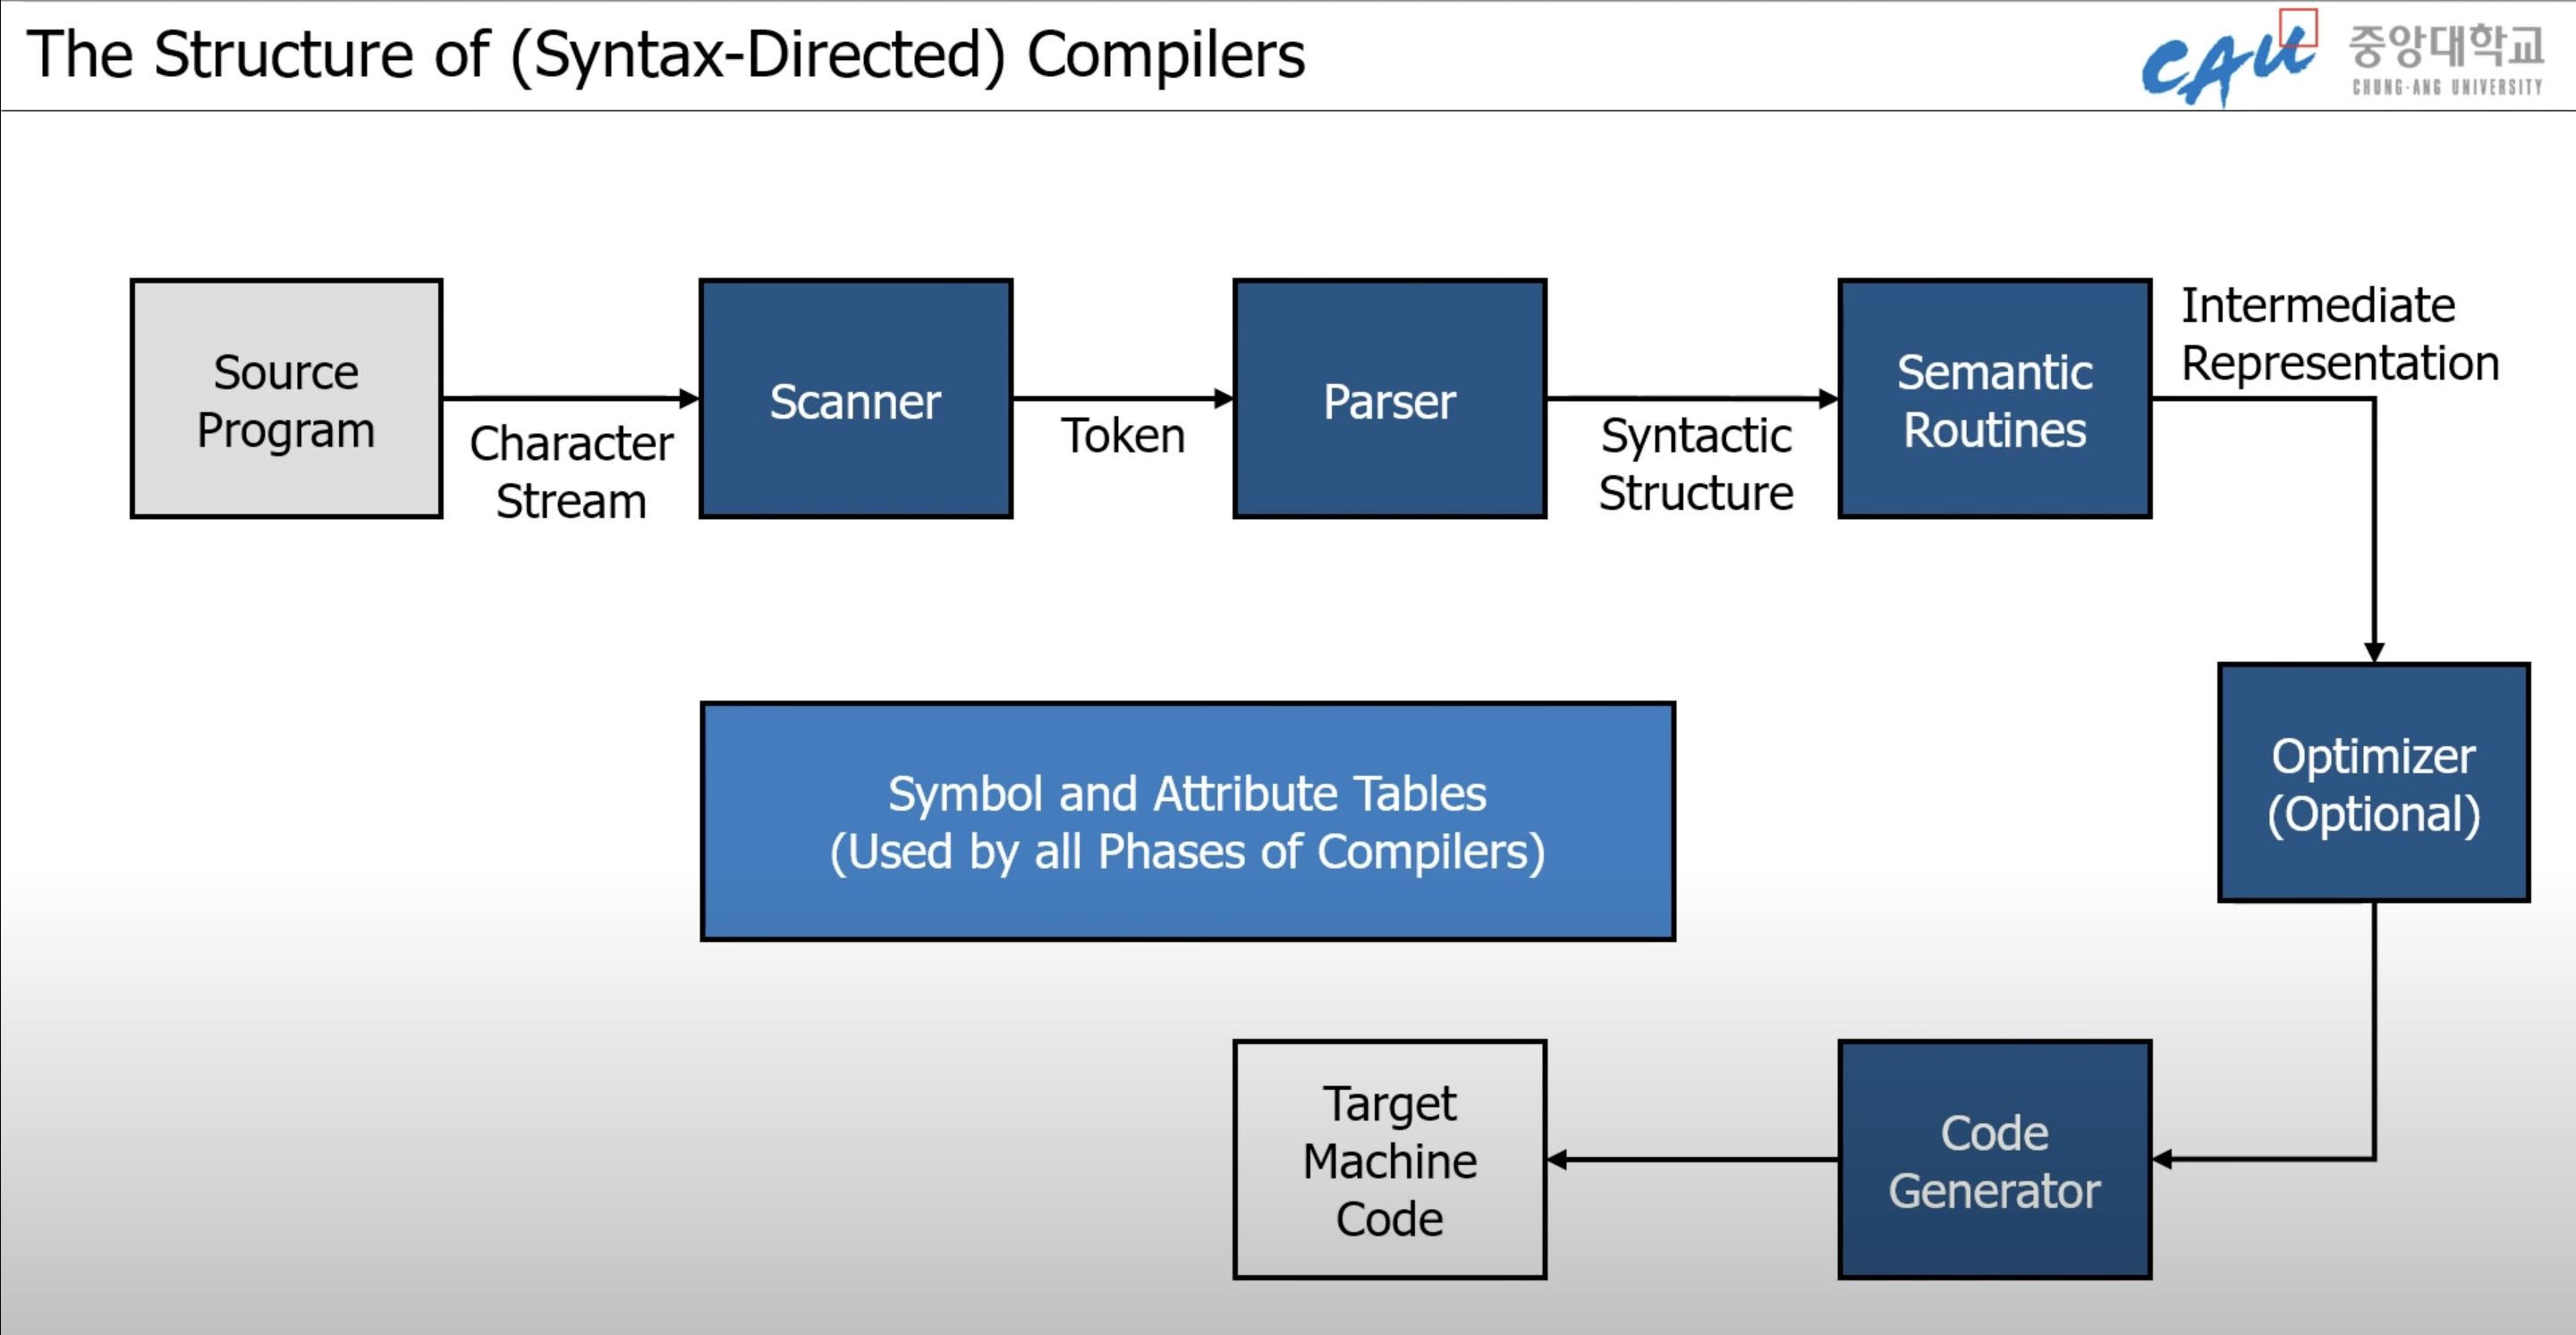 The Structure of (Syntax-Directed) Compilers
CAU
중앙대학교
CHUNG-ANG UNIVERSITY
Source
Program
Character
Stream
Scanner
Token
Parser
Syntactic
Structure
Semantic
Routines
Intermediate
Representation
Symbol and Attribute Tables
(Used by all Phases of Compilers)
Optimizer
(Optional)
Target
Machine
Code
Code
Generator